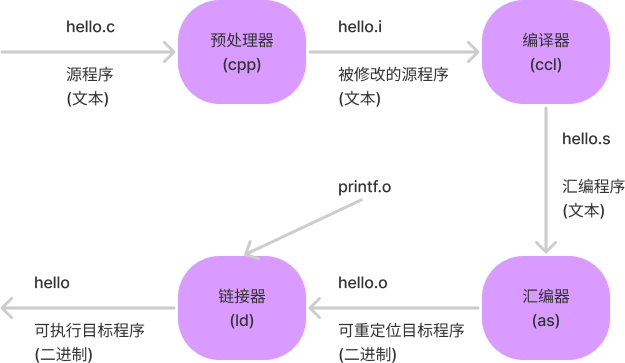 hello.c
源程序
(文本)
预处理器
(cpp)
hello.i
被修改的源程序
(文本)
编译器
(ccl)
hello.s
汇编程序
(文本)
printf.o
汇编器
(as)
hello.o
可重定位目标程序
(二进制)
链接器
(ld)
hello
可执行目标程序
(二进制)